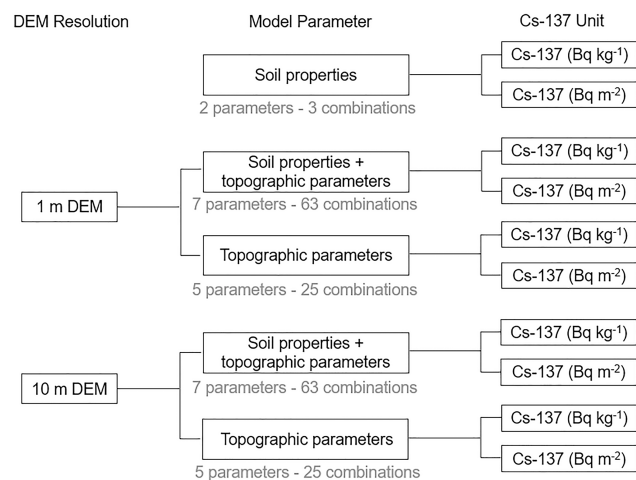 DEM Resolution
Model Parameter
Cs-137 Unit
Soil properties
2 parameters - 3 combinations
Cs-137 (Bq kg⁻¹)
Cs-137 (Bq m⁻²)
1 m DEM
Soil properties +
topographic parameters
7 parameters - 63 combinations
Cs-137 (Bq kg⁻¹)
Cs-137 (Bq m⁻²)
Topographic parameters
5 parameters - 25 combinations
Cs-137 (Bq kg⁻¹)
Cs-137 (Bq m⁻²)
10 m DEM
Soil properties +
topographic parameters
7 parameters - 63 combinations
Cs-137 (Bq kg⁻¹)
Cs-137 (Bq m⁻²)
Topographic parameters
5 parameters - 25 combinations
Cs-137 (Bq kg⁻¹)
Cs-137 (Bq m⁻²)